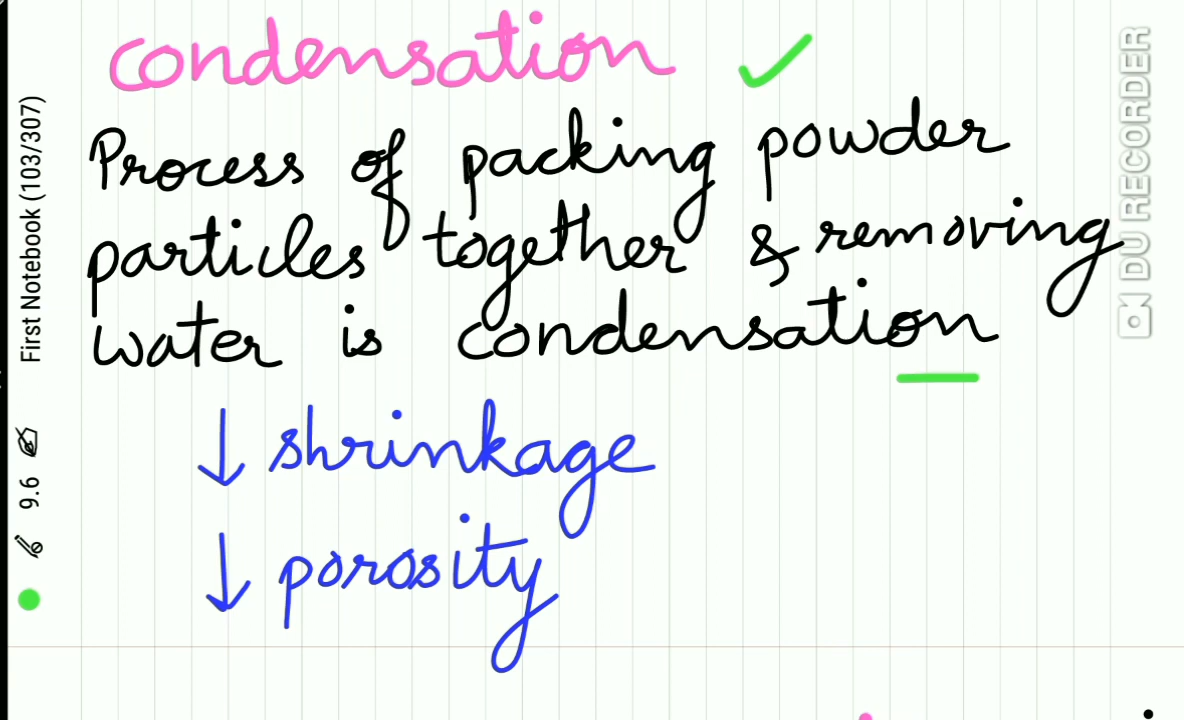 condensation ✓
Process of packing powder
particles together & removing
water is condensation
↓ shrinkage
↓ porosity
First Notebook (103/307)
9.6
DU RECORDER